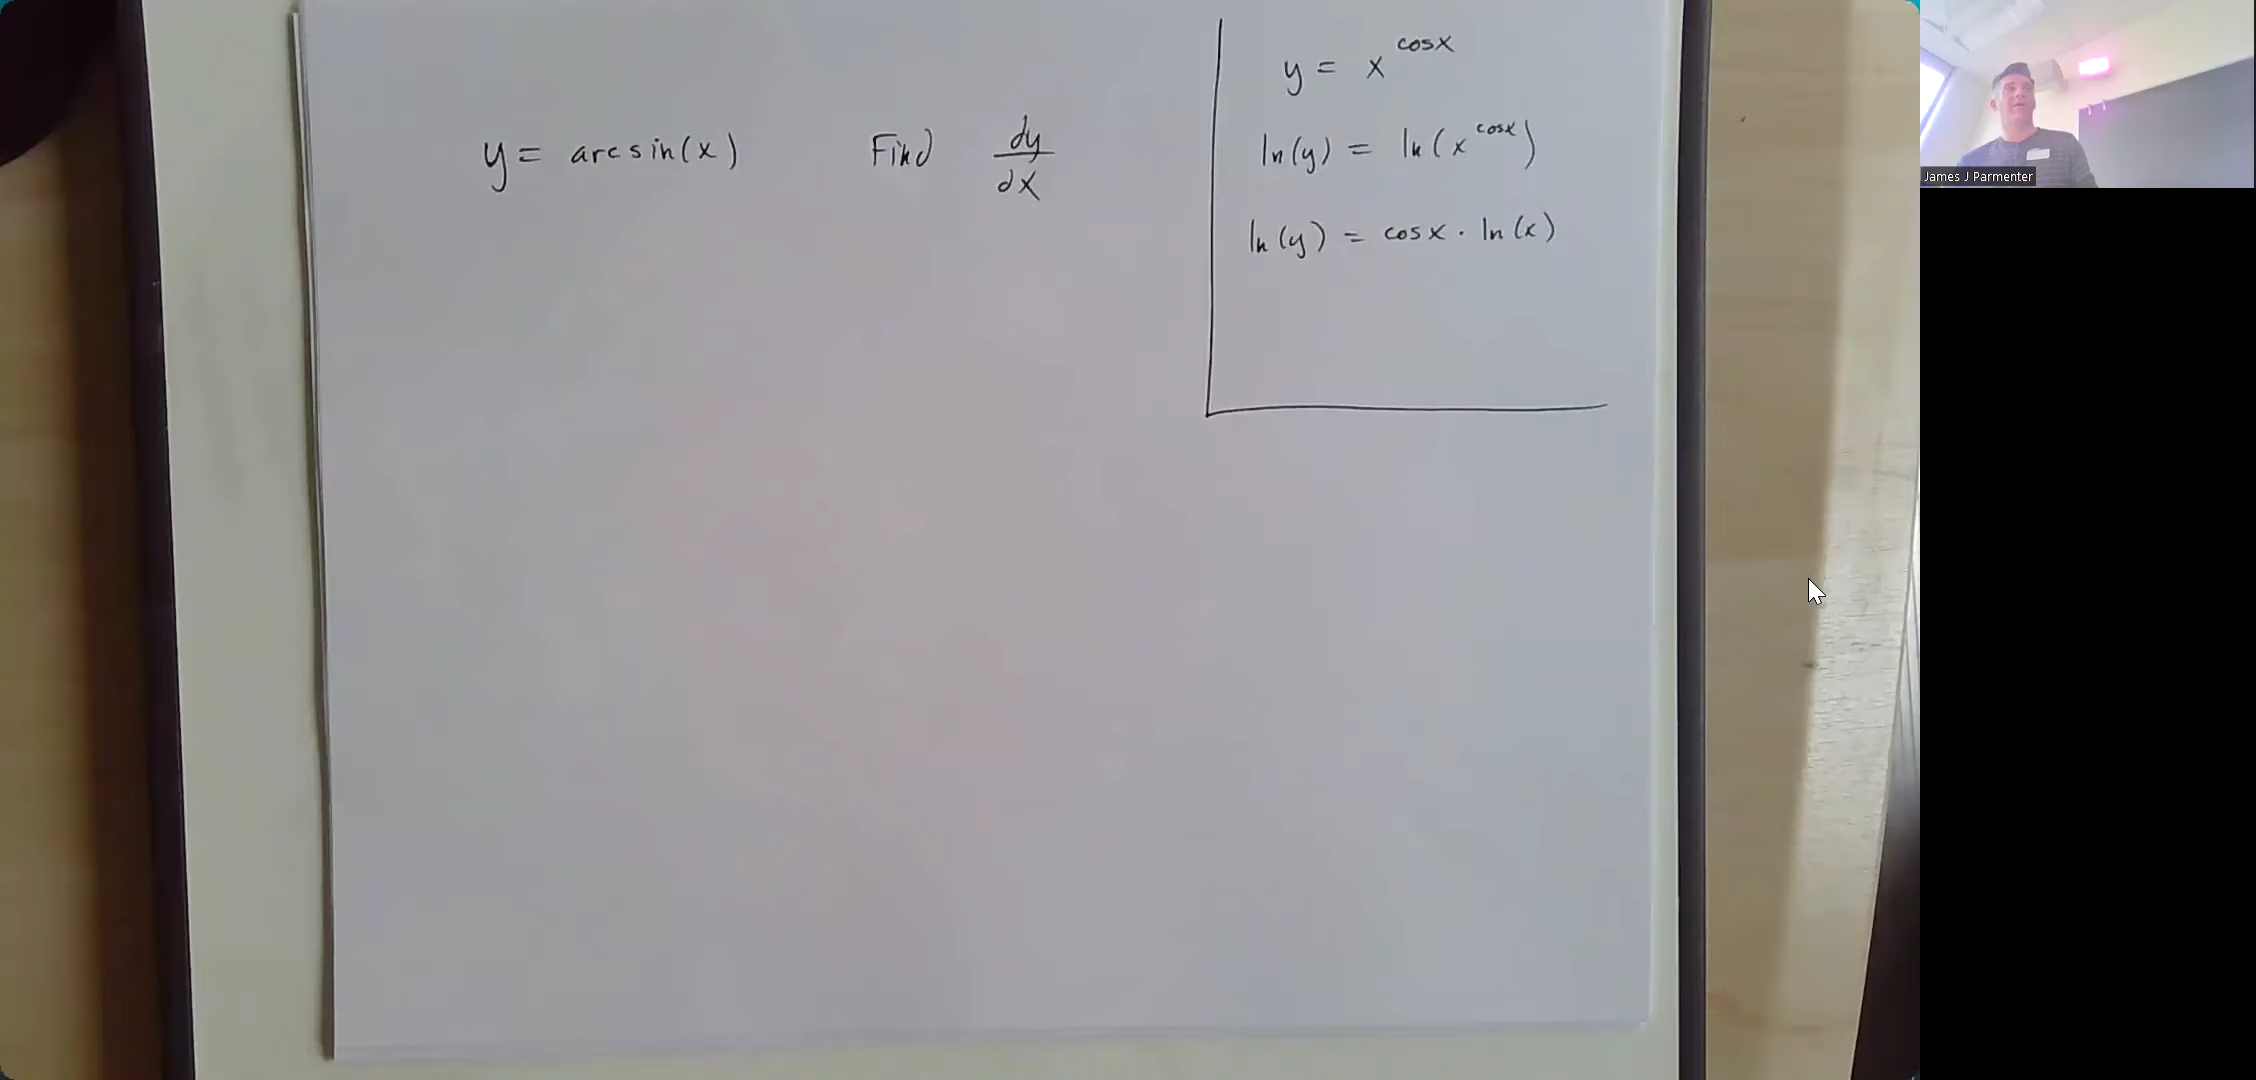 y = arcsin(x) Find dy/dx
y = x^cosx
ln(y) = ln(x^cosx)
ln(y) = cosx · ln(x)
James J Parmenter